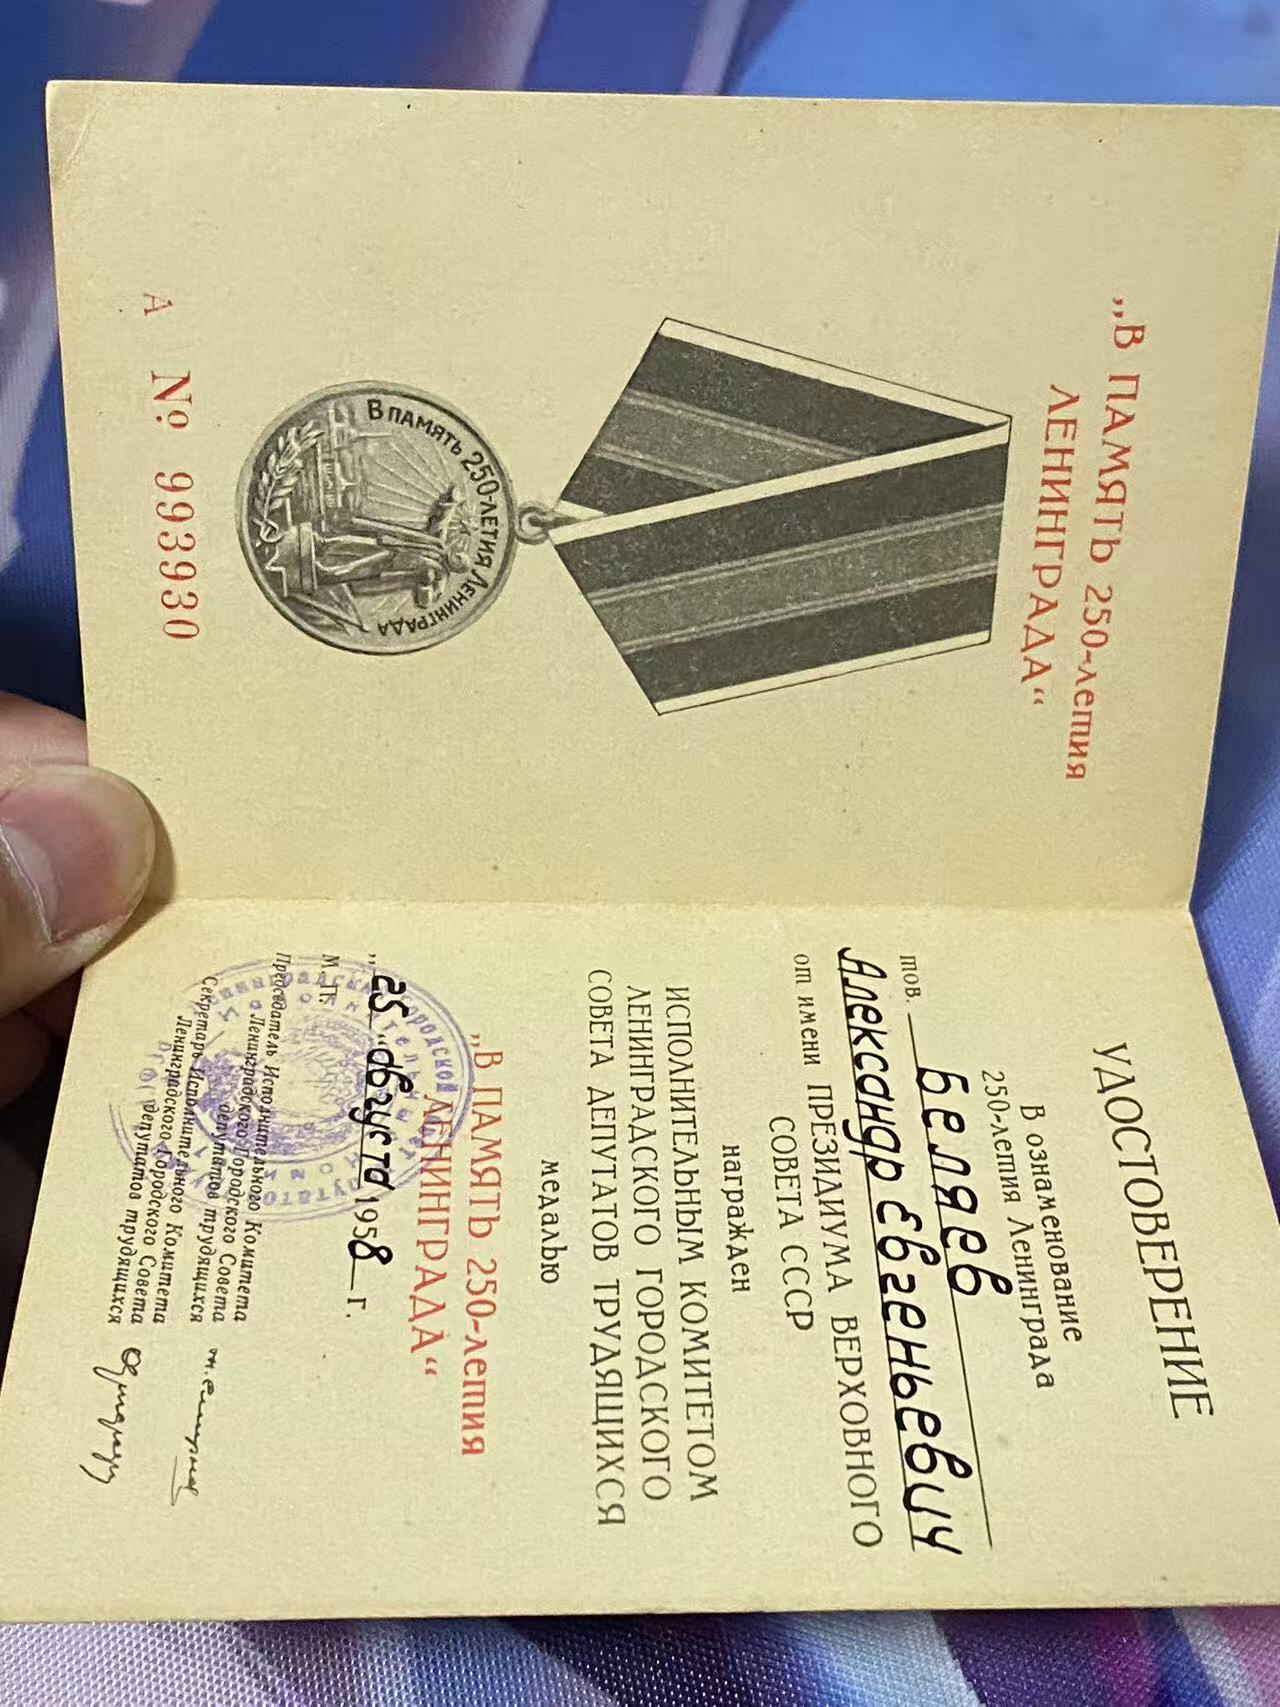 „В ПАМЯТЬ 250-летия
ЛЕНИНГРАДА“
В ПАМЯТЬ 250-ЛЕТИЯ ЛЕНИНГРАДА
А № 993930
УДОСТОВЕРЕНИЕ
В ознаменование
250-летия Ленинграда
тов. Беляев
Александр Евгеньевич
от имени ПРЕЗИДИУМА ВЕРХОВНОГО
СОВЕТА СССР
награжден
ИСПОЛНИТЕЛЬНЫМ КОМИТЕТОМ
ЛЕНИНГРАДСКОГО ГОРОДСКОГО
СОВЕТА ДЕПУТАТОВ ТРУДЯЩИХСЯ
медалью
„В ПАМЯТЬ 250-летия
ЛЕНИНГРАДА“
„25“ августа 1958 г.
М. П.
Председатель Исполнительного Комитета
Ленинградского Городского Совета
депутатов трудящихся
Секретарь Исполнительного Комитета
Ленинградского Городского Совета
депутатов трудящихся